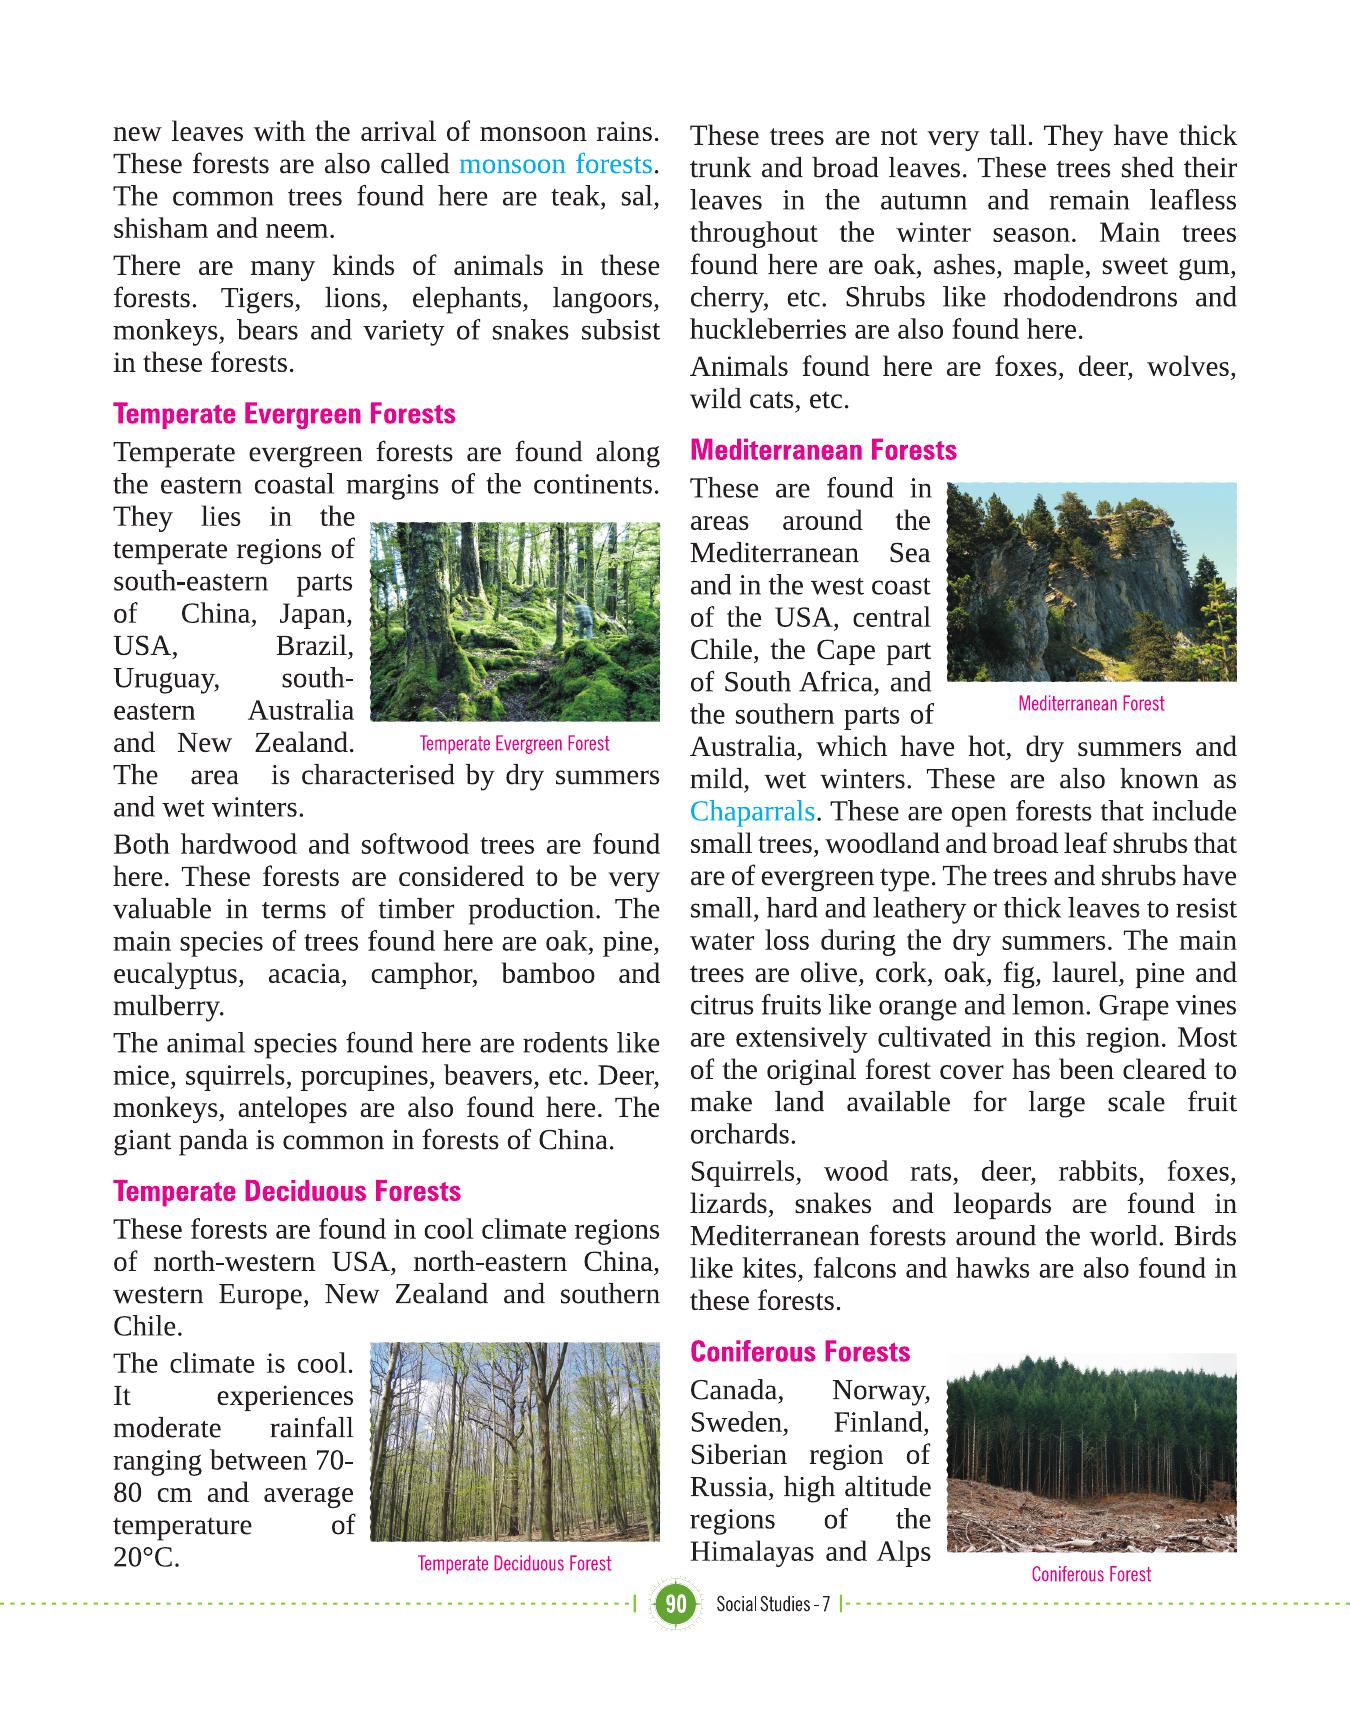 new leaves with the arrival of monsoon rains.
These forests are also called monsoon forests.
The common trees found here are teak, sal,
shisham and neem.
There are many kinds of animals in these
forests. Tigers, lions, elephants, langoors,
monkeys, bears and variety of snakes subsist
in these forests.
Temperate Evergreen Forests
Temperate evergreen forests are found along
the eastern coastal margins of the continents.
They lies in the
temperate regions of
south-eastern parts
of China, Japan,
USA, Brazil,
Uruguay, south-
eastern Australia
and New Zealand.
Temperate Evergreen Forest
The area is characterised by dry summers
and wet winters.
Both hardwood and softwood trees are found
here. These forests are considered to be very
valuable in terms of timber production. The
main species of trees found here are oak, pine,
eucalyptus, acacia, camphor, bamboo and
mulberry.
The animal species found here are rodents like
mice, squirrels, porcupines, beavers, etc. Deer,
monkeys, antelopes are also found here. The
giant panda is common in forests of China.
Temperate Deciduous Forests
These forests are found in cool climate regions
of north-western USA, north-eastern China,
western Europe, New Zealand and southern
Chile.
The climate is cool.
It experiences
moderate rainfall
ranging between 70-
80 cm and average
temperature of
20°C.
Temperate Deciduous Forest
These trees are not very tall. They have thick
trunk and broad leaves. These trees shed their
leaves in the autumn and remain leafless
throughout the winter season. Main trees
found here are oak, ashes, maple, sweet gum,
cherry, etc. Shrubs like rhododendrons and
huckleberries are also found here.
Animals found here are foxes, deer, wolves,
wild cats, etc.
Mediterranean Forests
These are found in
areas around the
Mediterranean Sea
and in the west coast
of the USA, central
Chile, the Cape part
of South Africa, and
the southern parts of
Mediterranean Forest
Australia, which have hot, dry summers and
mild, wet winters. These are also known as
Chaparrals. These are open forests that include
small trees, woodland and broad leaf shrubs that
are of evergreen type. The trees and shrubs have
small, hard and leathery or thick leaves to resist
water loss during the dry summers. The main
trees are olive, cork, oak, fig, laurel, pine and
citrus fruits like orange and lemon. Grape vines
are extensively cultivated in this region. Most
of the original forest cover has been cleared to
make land available for large scale fruit
orchards.
Squirrels, wood rats, deer, rabbits, foxes,
lizards, snakes and leopards are found in
Mediterranean forests around the world. Birds
like kites, falcons and hawks are also found in
these forests.
Coniferous Forests
Canada, Norway,
Sweden, Finland,
Siberian region of
Russia, high altitude
regions of the
Himalayas and Alps
Coniferous Forest
90 Social Studies - 7